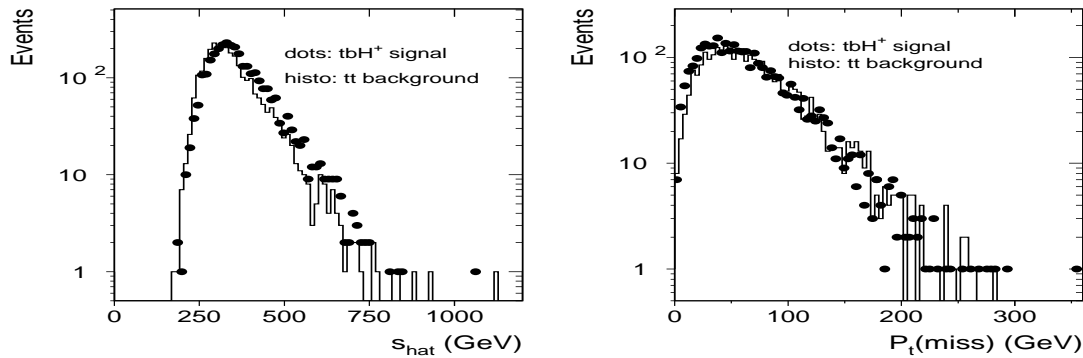 Events
10²
10
1
dots: tbH⁺ signal
histo: tt background
0 250 500 750 1000
s_hat (GeV)
Events
10²
10
1
dots: tbH⁺ signal
histo: tt background
0 100 200 300
P_t(miss) (GeV)